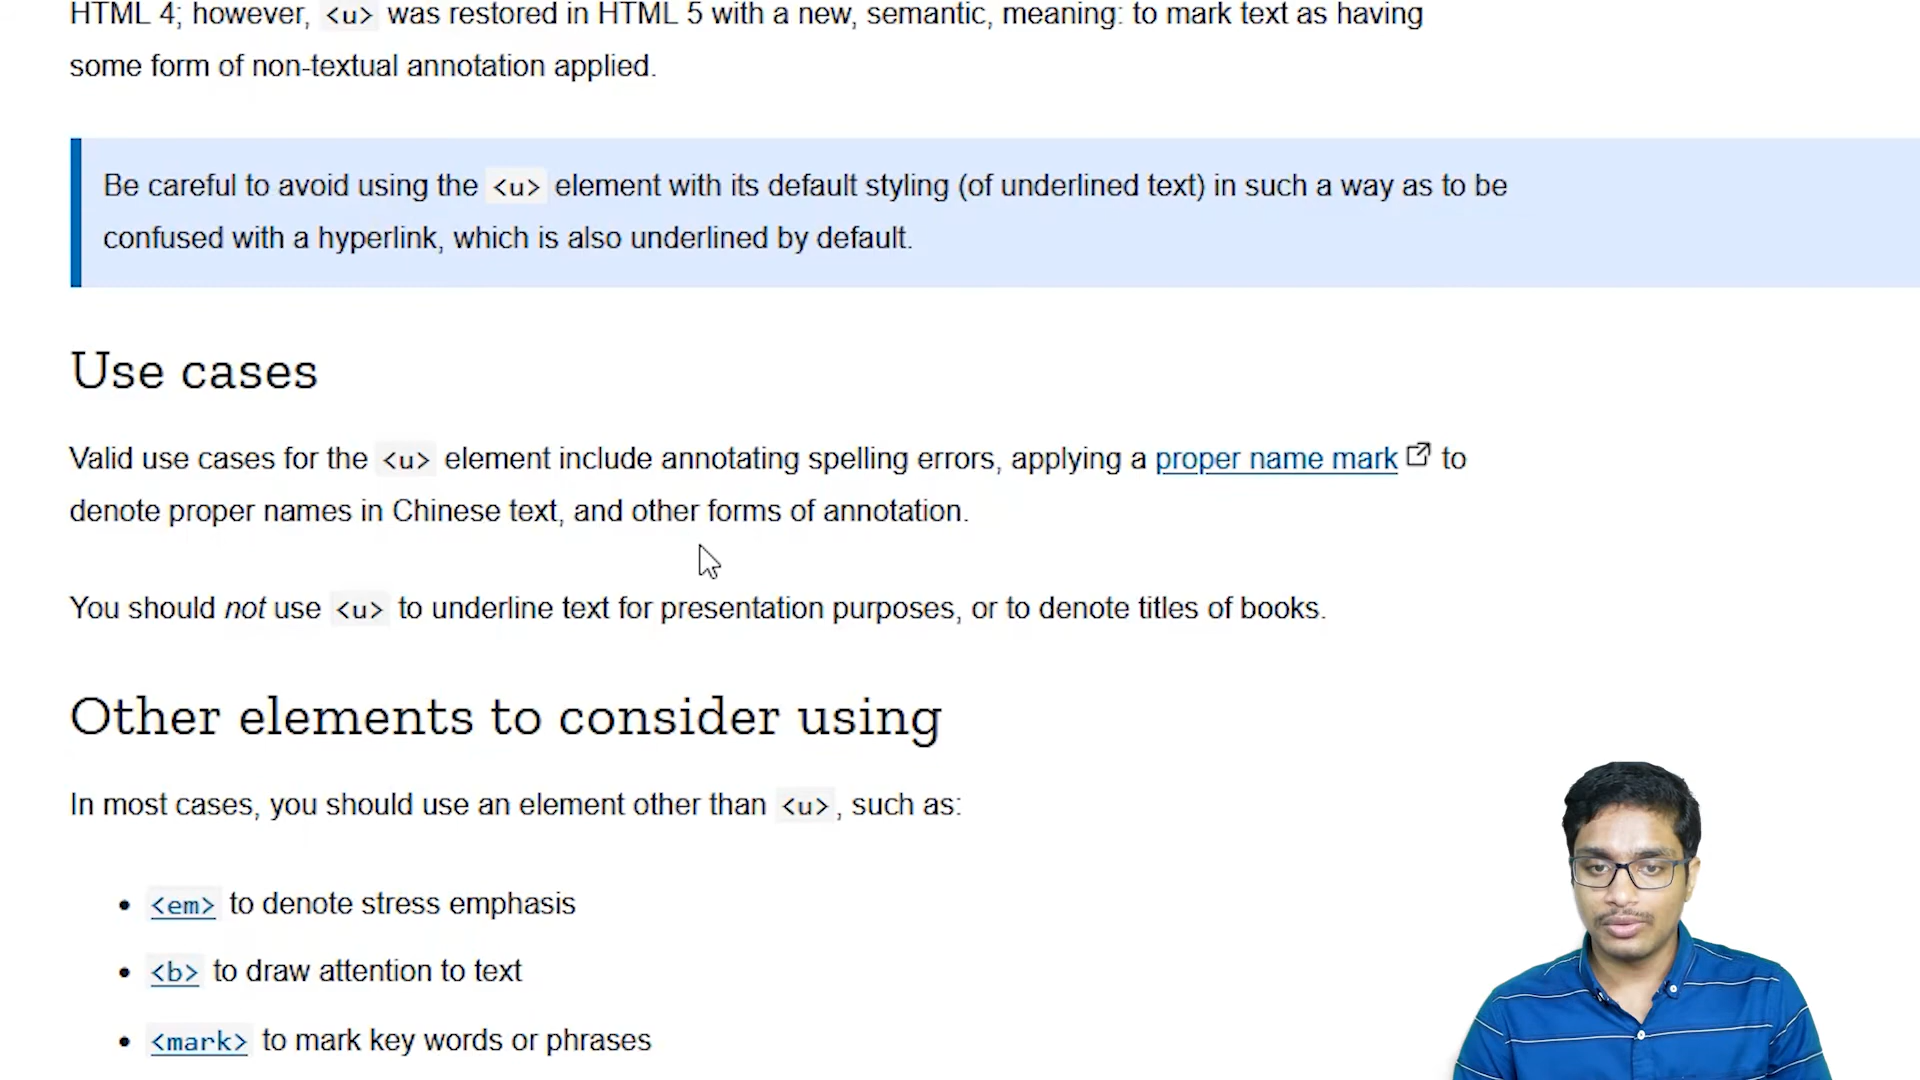 HTML 4; however, <u> was restored in HTML 5 with a new, semantic, meaning: to mark text as having
some form of non-textual annotation applied.
Be careful to avoid using the <u> element with its default styling (of underlined text) in such a way as to be
confused with a hyperlink, which is also underlined by default.
Use cases
Valid use cases for the <u> element include annotating spelling errors, applying a proper name mark to
denote proper names in Chinese text, and other forms of annotation.
You should not use <u> to underline text for presentation purposes, or to denote titles of books.
Other elements to consider using
In most cases, you should use an element other than <u>, such as:
• <em> to denote stress emphasis
• <b> to draw attention to text
• <mark> to mark key words or phrases